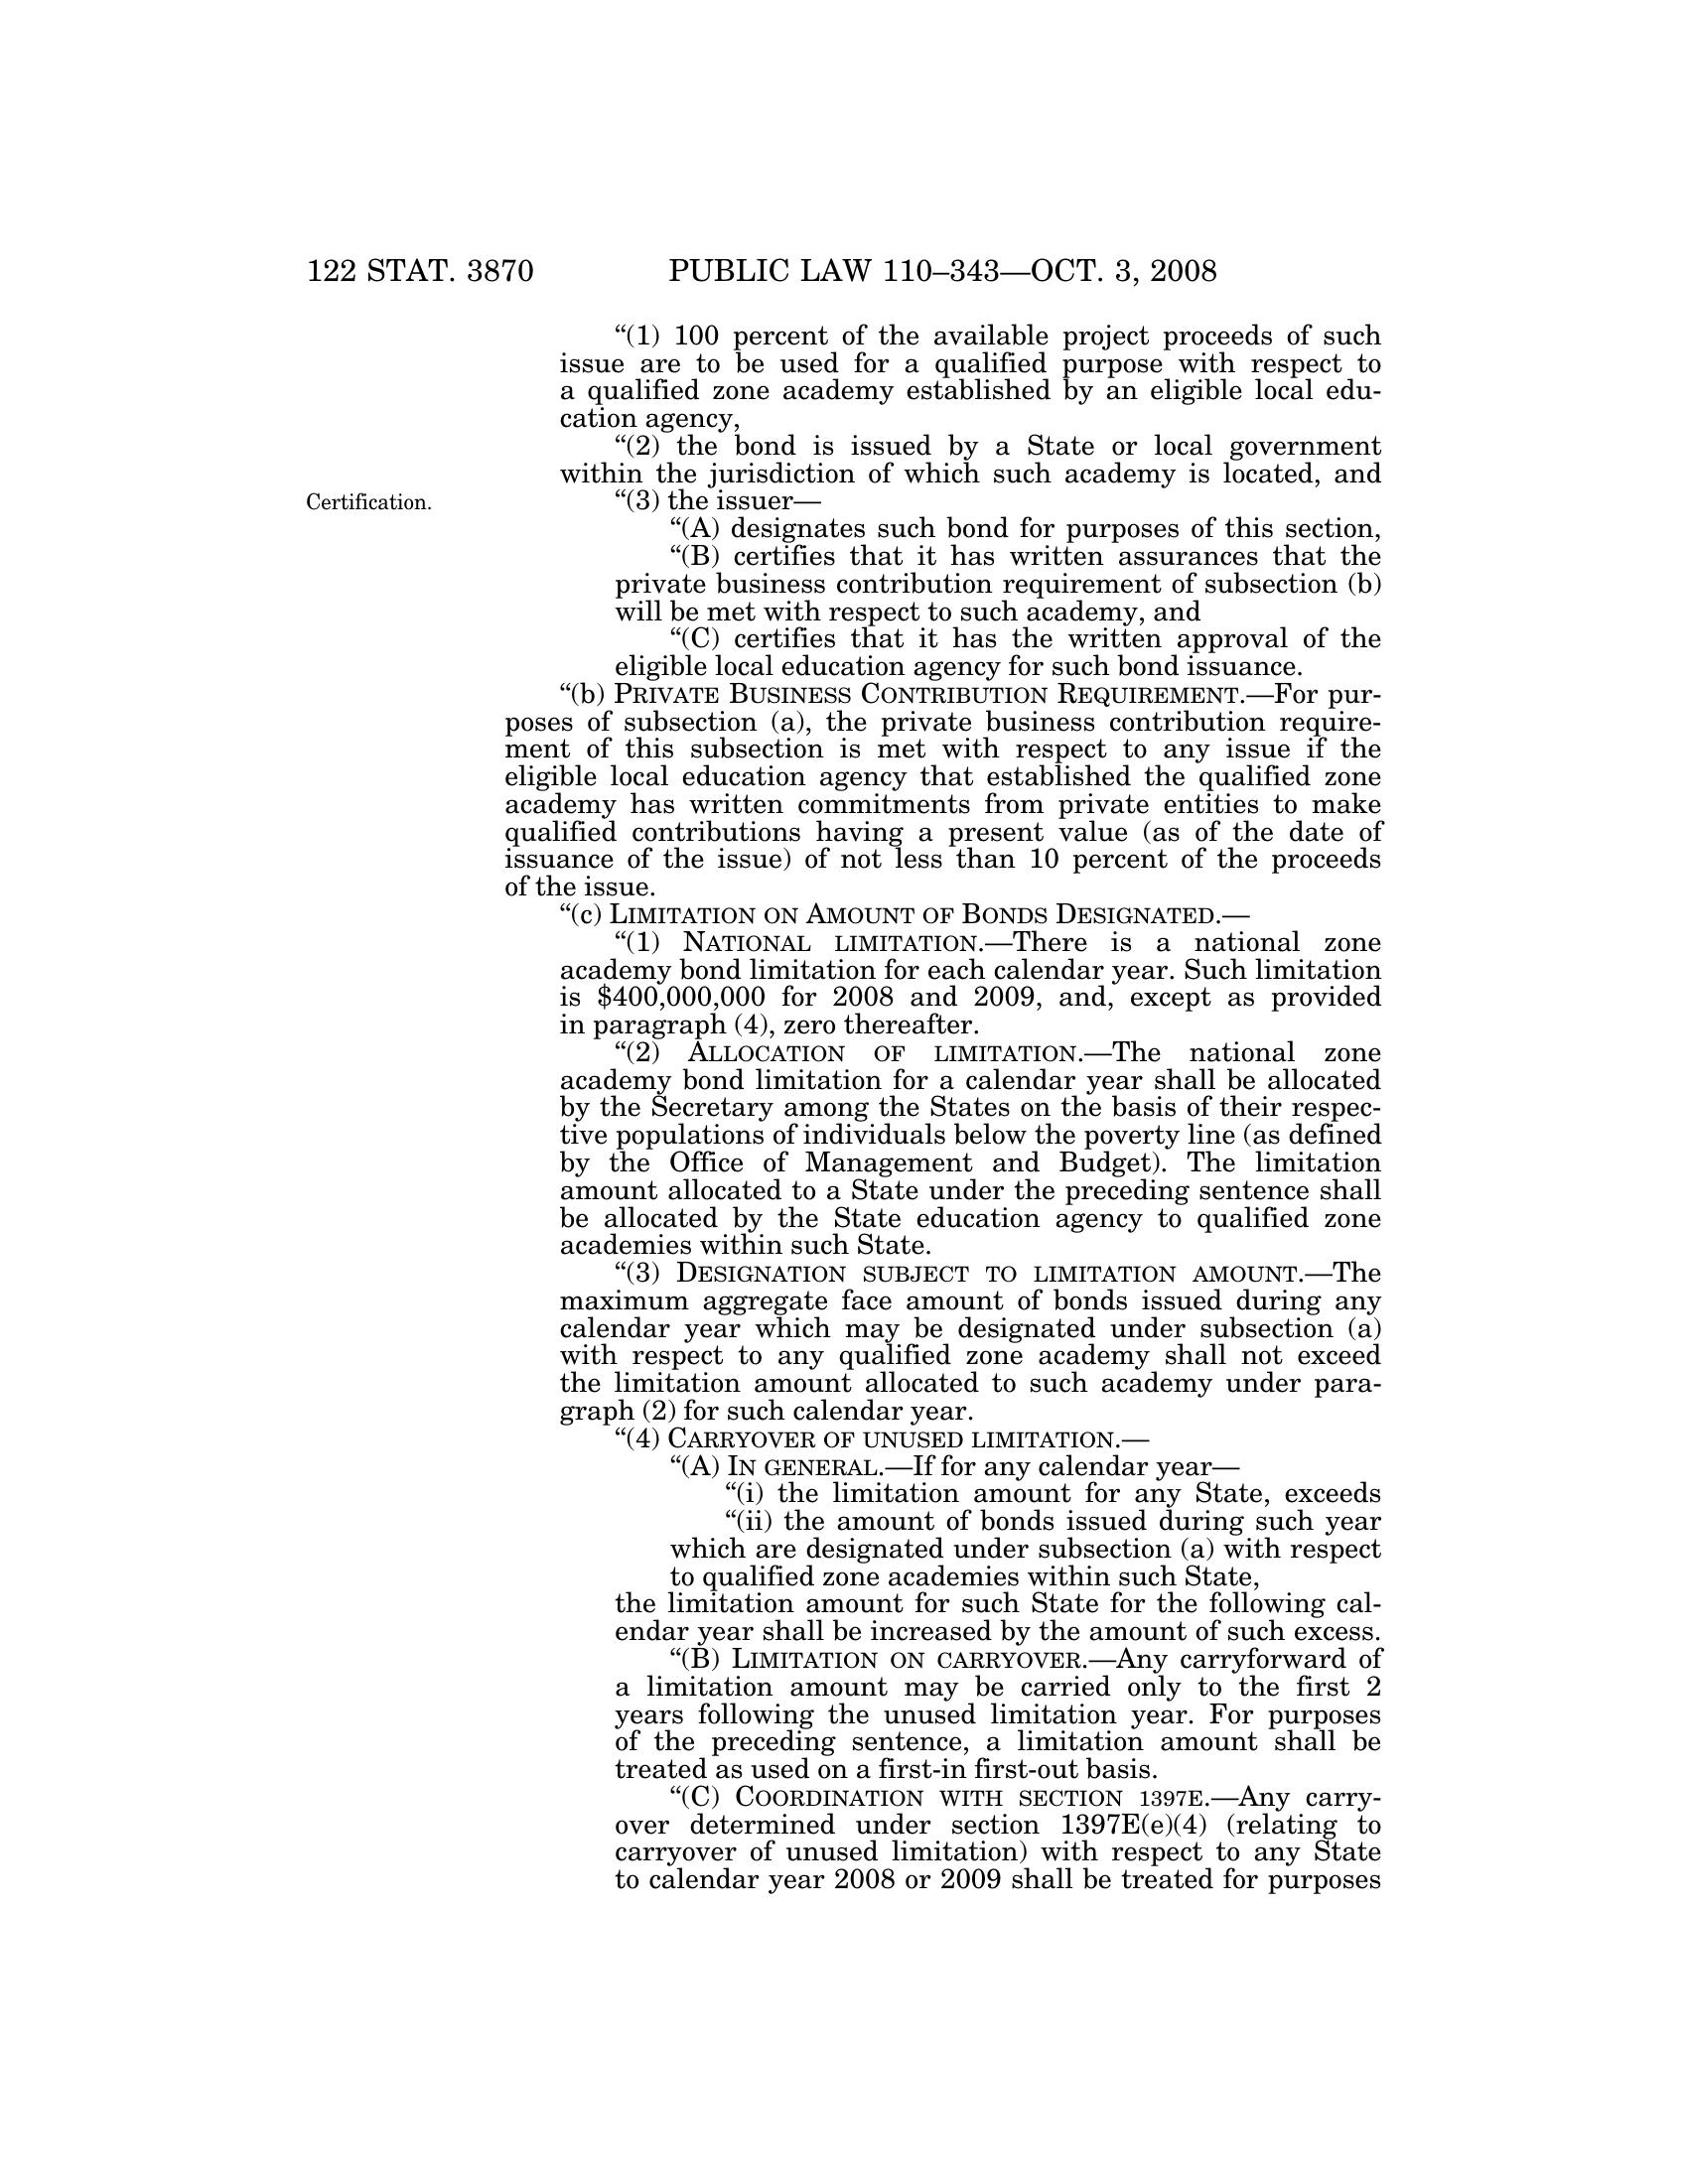 122 STAT. 3870 PUBLIC LAW 110–343—OCT. 3, 2008
“(1) 100 percent of the available project proceeds of such
issue are to be used for a qualified purpose with respect to
a qualified zone academy established by an eligible local edu-
cation agency,
“(2) the bond is issued by a State or local government
within the jurisdiction of which such academy is located, and
Certification.
“(3) the issuer—
“(A) designates such bond for purposes of this section,
“(B) certifies that it has written assurances that the
private business contribution requirement of subsection (b)
will be met with respect to such academy, and
“(C) certifies that it has the written approval of the
eligible local education agency for such bond issuance.
“(b) PRIVATE BUSINESS CONTRIBUTION REQUIREMENT.—For pur-
poses of subsection (a), the private business contribution require-
ment of this subsection is met with respect to any issue if the
eligible local education agency that established the qualified zone
academy has written commitments from private entities to make
qualified contributions having a present value (as of the date of
issuance of the issue) of not less than 10 percent of the proceeds
of the issue.
“(c) LIMITATION ON AMOUNT OF BONDS DESIGNATED.—
“(1) NATIONAL LIMITATION.—There is a national zone
academy bond limitation for each calendar year. Such limitation
is $400,000,000 for 2008 and 2009, and, except as provided
in paragraph (4), zero thereafter.
“(2) ALLOCATION OF LIMITATION.—The national zone
academy bond limitation for a calendar year shall be allocated
by the Secretary among the States on the basis of their respec-
tive populations of individuals below the poverty line (as defined
by the Office of Management and Budget). The limitation
amount allocated to a State under the preceding sentence shall
be allocated by the State education agency to qualified zone
academies within such State.
“(3) DESIGNATION SUBJECT TO LIMITATION AMOUNT.—The
maximum aggregate face amount of bonds issued during any
calendar year which may be designated under subsection (a)
with respect to any qualified zone academy shall not exceed
the limitation amount allocated to such academy under para-
graph (2) for such calendar year.
“(4) CARRYOVER OF UNUSED LIMITATION.—
“(A) IN GENERAL.—If for any calendar year—
“(i) the limitation amount for any State, exceeds
“(ii) the amount of bonds issued during such year
which are designated under subsection (a) with respect
to qualified zone academies within such State,
the limitation amount for such State for the following cal-
endar year shall be increased by the amount of such excess.
“(B) LIMITATION ON CARRYOVER.—Any carryforward of
a limitation amount may be carried only to the first 2
years following the unused limitation year. For purposes
of the preceding sentence, a limitation amount shall be
treated as used on a first-in first-out basis.
“(C) COORDINATION WITH SECTION 1397E.—Any carry-
over determined under section 1397E(e)(4) (relating to
carryover of unused limitation) with respect to any State
to calendar year 2008 or 2009 shall be treated for purposes